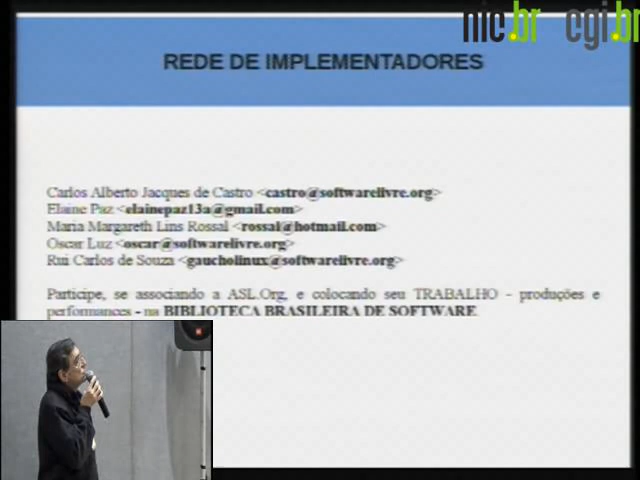 nic.br cgi.br
REDE DE IMPLEMENTADORES
Carlos Alberto Jacques de Castro <castro@softwarelivre.org>
Elaine Paz <elainepaz13a@gmail.com>
Maria Margareth Lins Rossal <rossal@hotmail.com>
Oscar Luz <oscar@softwarelivre.org>
Rui Carlos de Souza <gaucholinux@softwarelivre.org>
Participe, se associando a ASL.Org, e colocando seu TRABALHO - produções e
performances - na BIBLIOTECA BRASILEIRA DE SOFTWARE